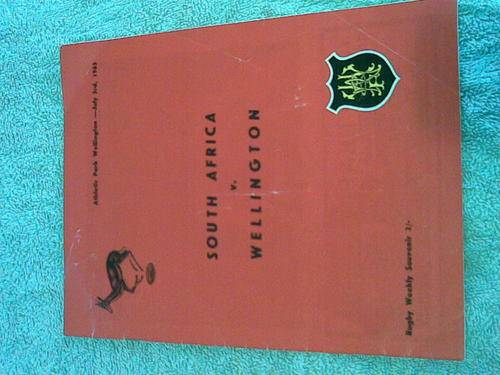 Athletic Park Wellington — July 3rd, 1965
SOUTH AFRICA
v.
WELLINGTON
Rugby Weekly Souvenir 2/-